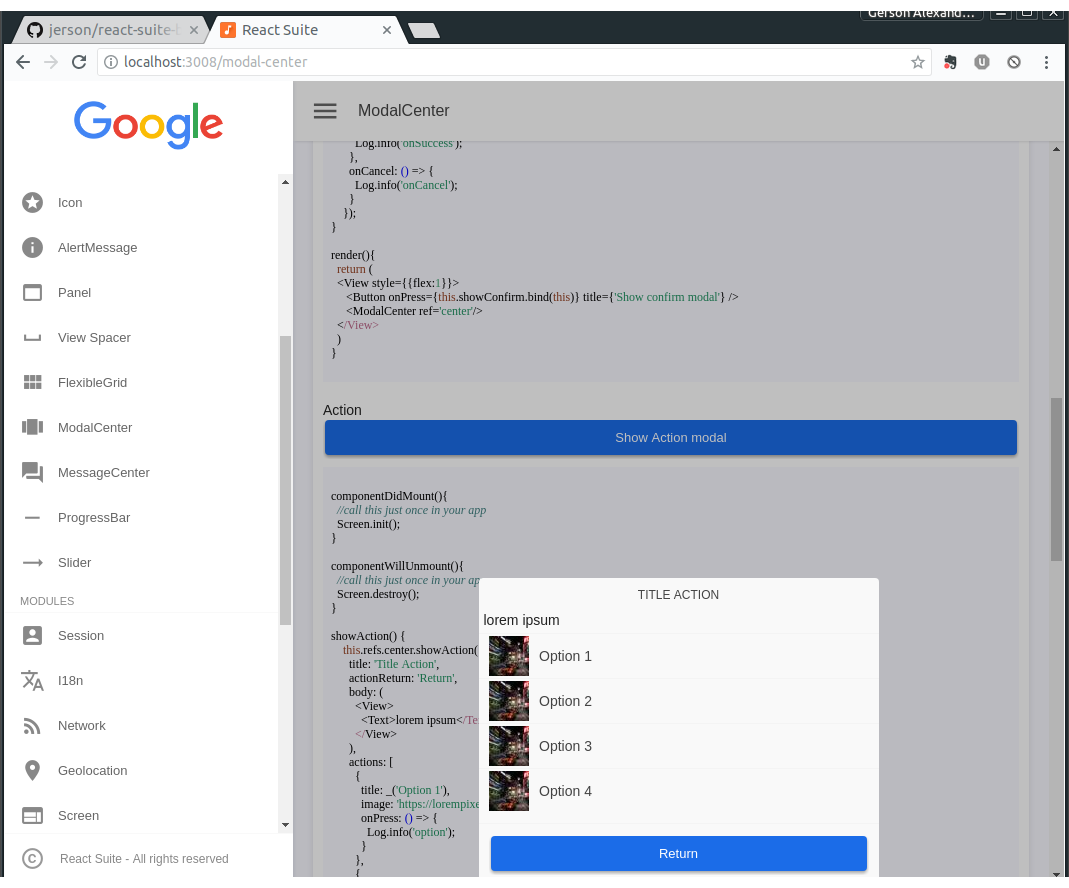 Gerson Alexand...
jerson/react-suite-
React Suite
localhost:3008/modal-center
Google
Icon
AlertMessage
Panel
View Spacer
FlexibleGrid
ModalCenter
MessageCenter
ProgressBar
Slider
MODULES
Session
I18n
Network
Geolocation
Screen
React Suite - All rights reserved
ModalCenter
Log.info('onSuccess');
},
onCancel: () => {
Log.info('onCancel');
}
});
}
render(){
return (
<View style={{flex:1}}>
<Button onPress={this.showConfirm.bind(this)} title={'Show confirm modal'} />
<ModalCenter ref='center'/>
</View>
)
}
Action
Show Action modal
componentDidMount(){
//call this just once in your app
Screen.init();
}
componentWillUnmount(){
//call this just once in your ap
Screen.destroy();
}
showAction() {
this.refs.center.showAction(
title: 'Title Action',
actionReturn: 'Return',
body: (
<View>
<Text>lorem ipsum</Te
</View>
),
actions: [
{
title: _('Option 1'),
image: 'https://lorempixe
onPress: () => {
Log.info('option');
}
},
{
TITLE ACTION
lorem ipsum
Option 1
Option 2
Option 3
Option 4
Return